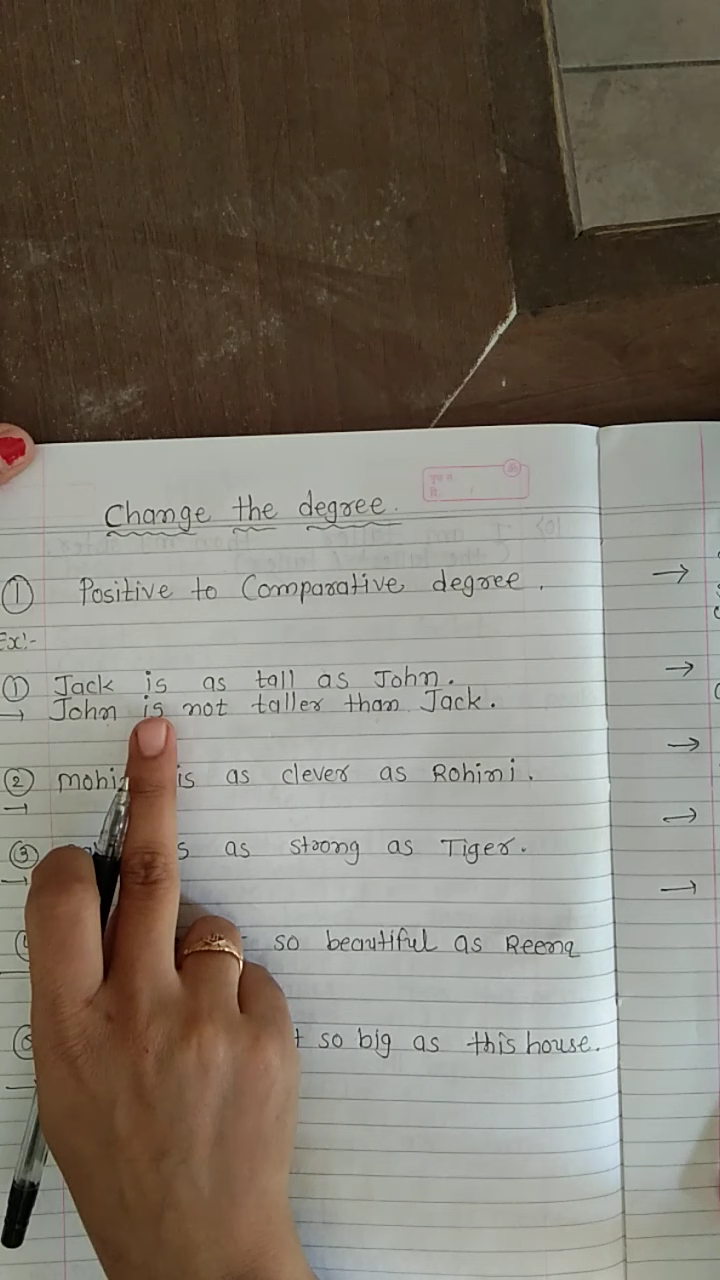 Change the degree.
① Positive to Comparative degree.
Ex:-
① Jack is as tall as John.
→ John is not taller than Jack.
② is as clever as Rohini.
→
③ as strong as Tiger.
→
so beautiful as Reena
so big as this house.
→
→
→
→
→